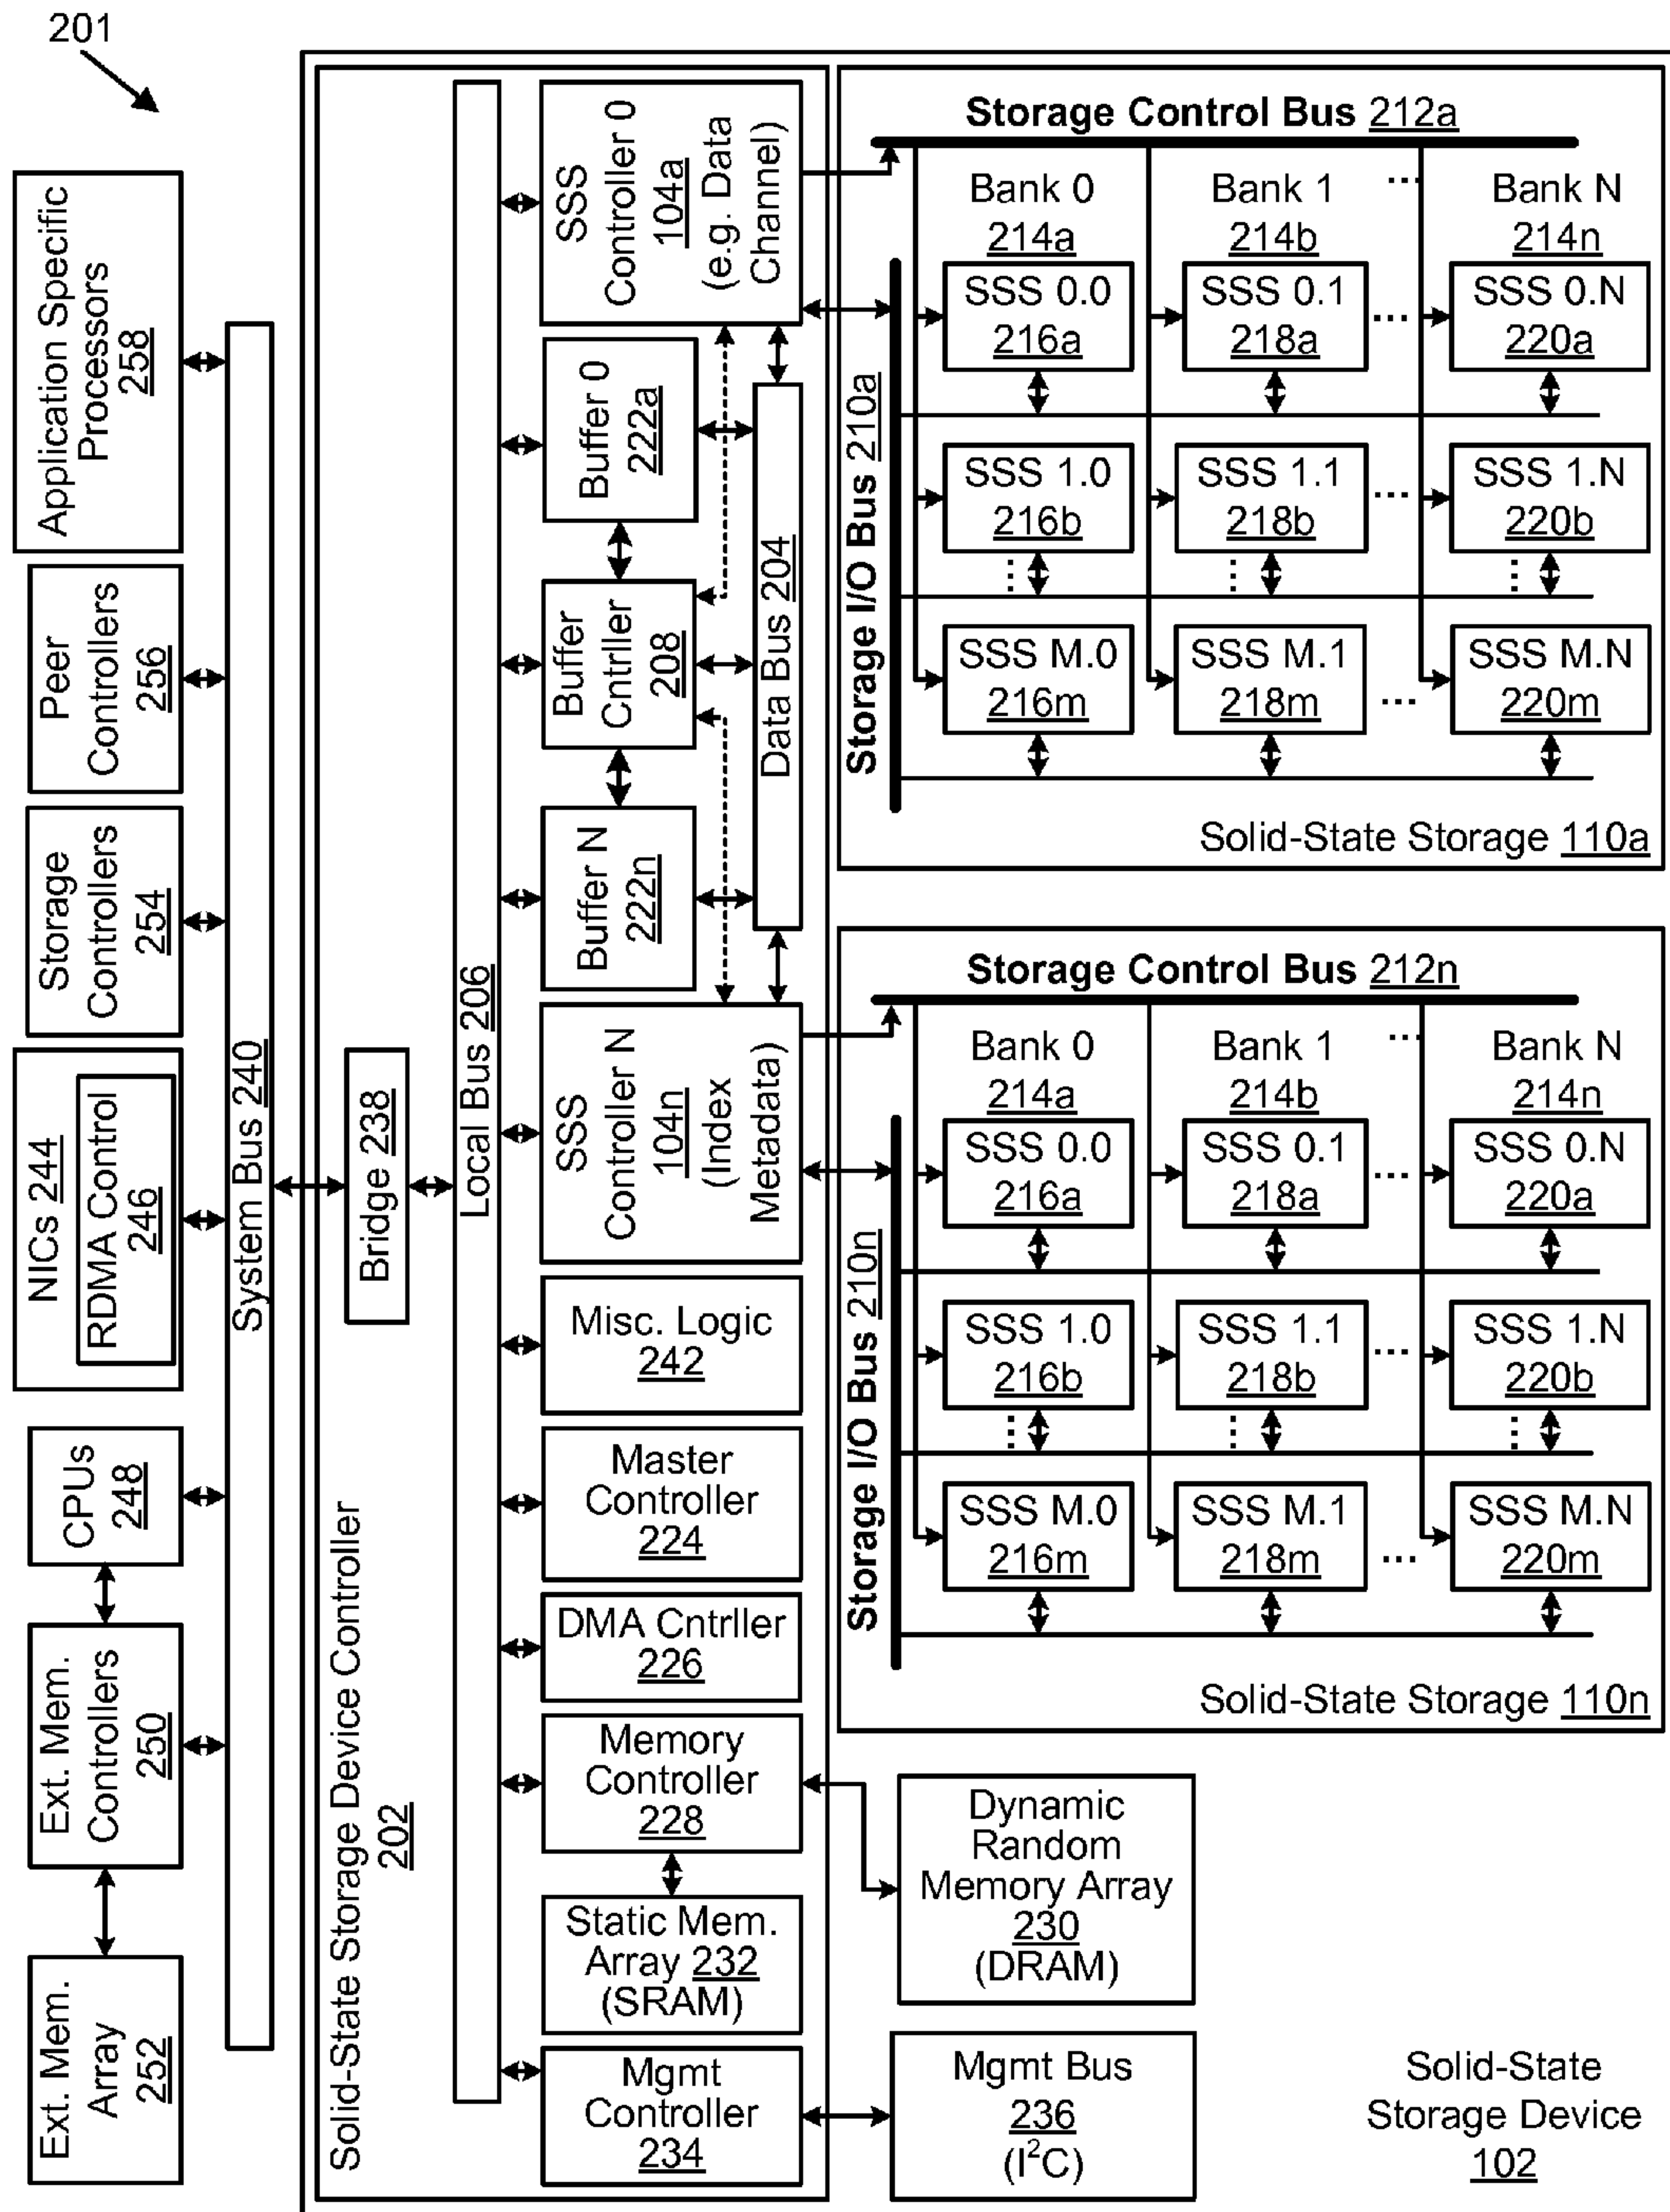 201
Application Specific
Processors
258
Peer
Controllers
256
Storage
Controllers
254
NICs 244
RDMA Control
246
CPUs
248
Ext. Mem.
Controllers
250
Ext. Mem.
Array
252
System Bus 240
Solid-State Storage Device Controller
202
Bridge 238
Local Bus 206
SSS
Controller 0
104a
(e.g. Data
Channel)
Buffer 0
222a
Buffer
Cntrller
208
Buffer N
222n
Data Bus 204
SSS
Controller N
104n
(Index
Metadata)
Misc. Logic
242
Master
Controller
224
DMA Cntrller
226
Memory
Controller
228
Static Mem.
Array 232
(SRAM)
Mgmt
Controller
234
Storage Control Bus 212a
Storage I/O Bus 210a
Bank 0
214a
Bank 1
214b
...
Bank N
214n
SSS 0.0
216a
SSS 0.1
218a
...
SSS 0.N
220a
SSS 1.0
216b
SSS 1.1
218b
...
SSS 1.N
220b
...
...
...
SSS M.0
216m
SSS M.1
218m
...
SSS M.N
220m
Solid-State Storage 110a
Storage Control Bus 212n
Storage I/O Bus 210n
Bank 0
214a
Bank 1
214b
...
Bank N
214n
SSS 0.0
216a
SSS 0.1
218a
...
SSS 0.N
220a
SSS 1.0
216b
SSS 1.1
218b
...
SSS 1.N
220b
...
...
...
SSS M.0
216m
SSS M.1
218m
...
SSS M.N
220m
Solid-State Storage 110n
Dynamic
Random
Memory Array
230
(DRAM)
Mgmt Bus
236
(I²C)
Solid-State
Storage Device
102